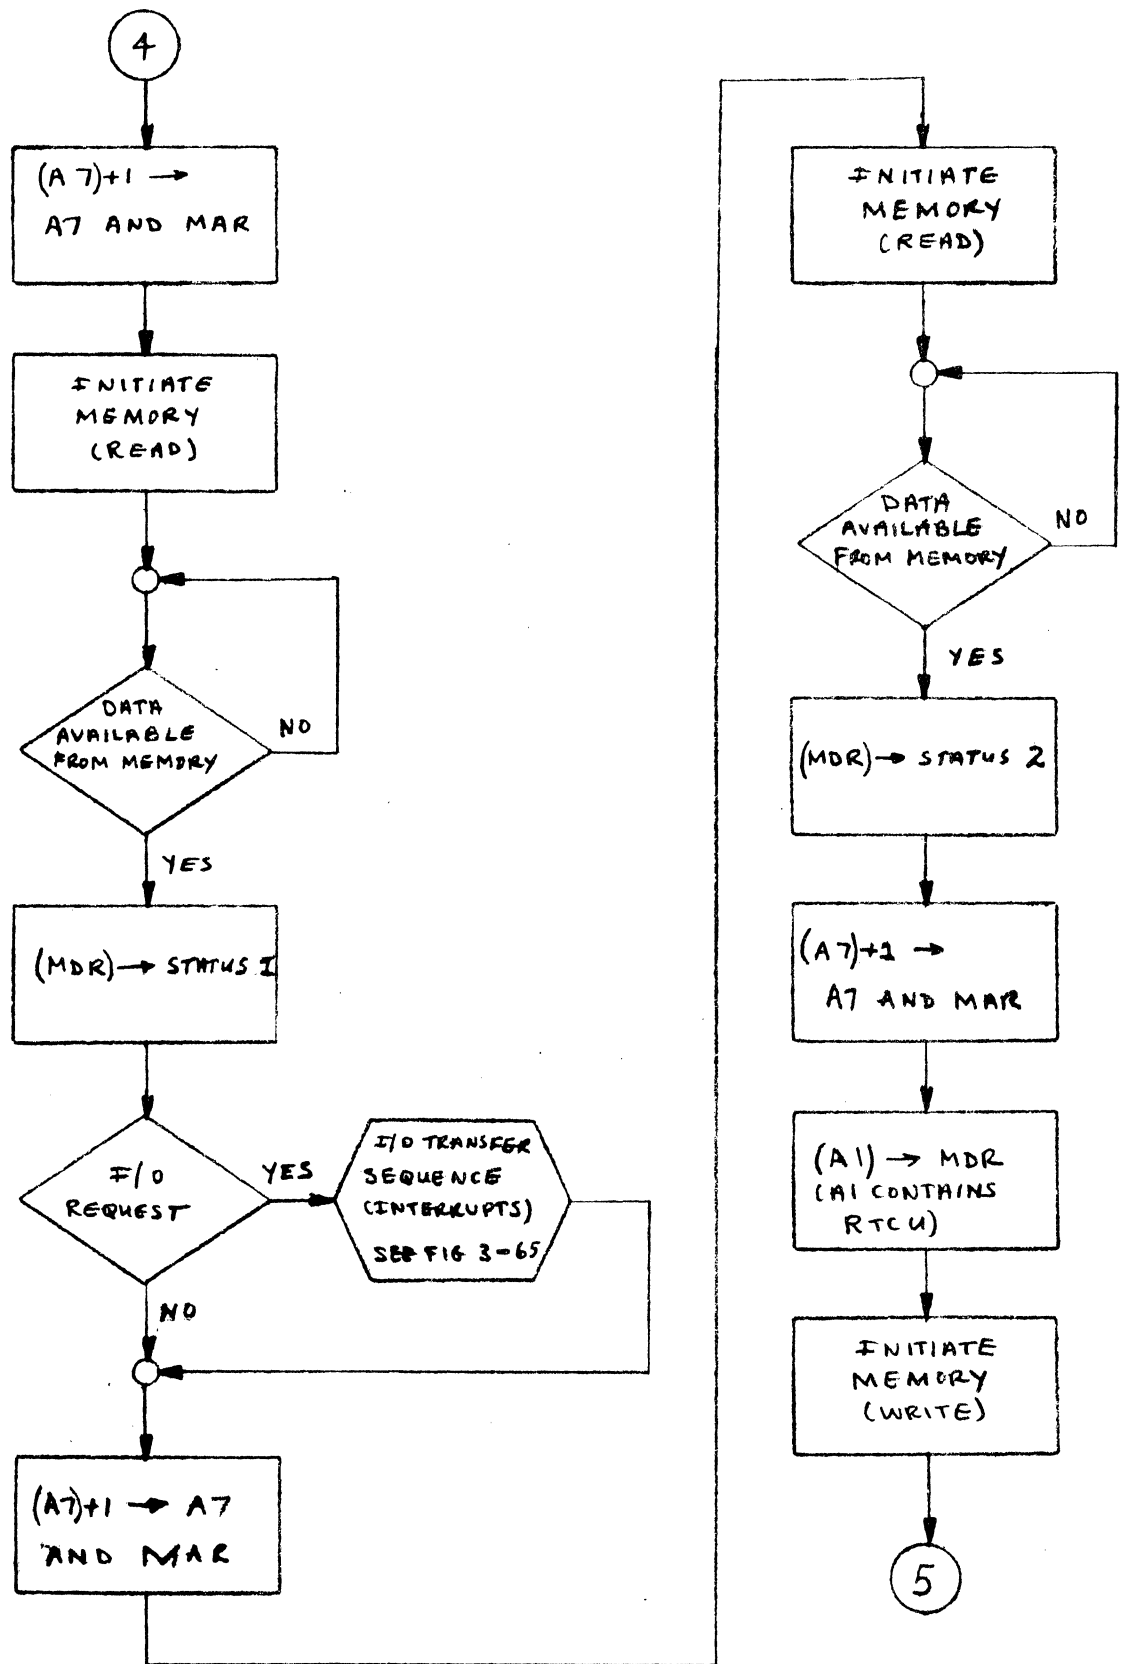 4
(A7)+1 →
A7 AND MAR
INITIATE
MEMORY
(READ)
DATA
AVAILABLE
FROM MEMORY
NO
YES
(MDR) → STATUS 1
I/O
REQUEST
YES
I/O TRANSFER
SEQUENCE
(INTERRUPTS)
SEE FIG 3-65
NO
(A7)+1 → A7
AND MAR
INITIATE
MEMORY
(READ)
DATA
AVAILABLE
FROM MEMORY
NO
YES
(MDR) → STATUS 2
(A7)+1 →
A7 AND MAR
(A1) → MDR
(A1 CONTAINS
RTCU)
INITIATE
MEMORY
(WRITE)
5